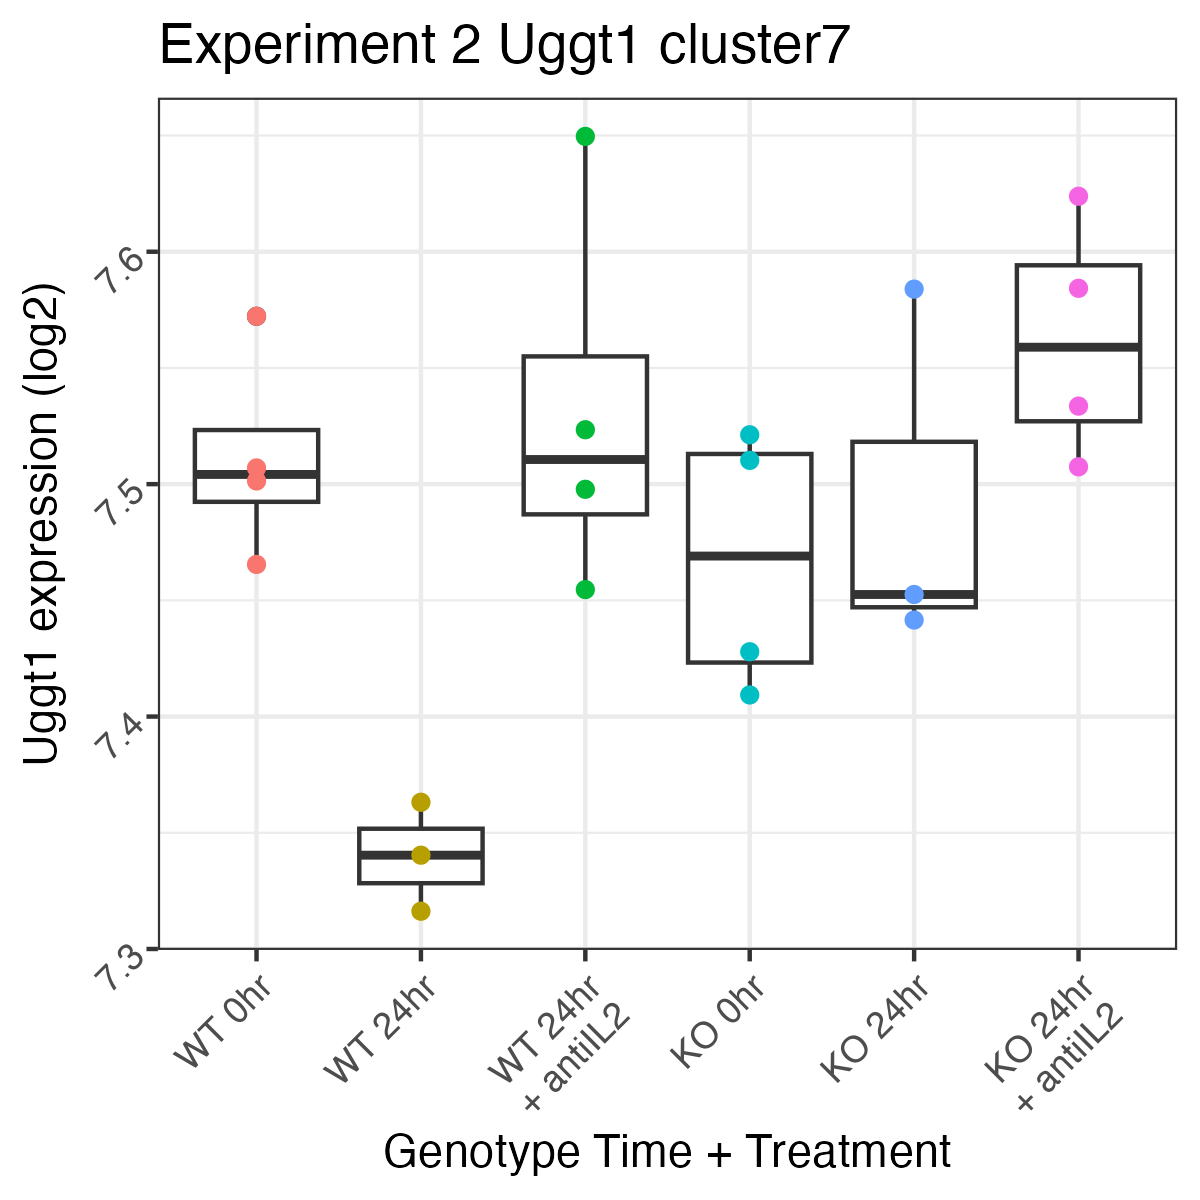 Experiment 2 Uggt1 cluster7
Uggt1 expression (log2)
7.6
7.5
7.4
7.3
WT 0hr
WT 24hr
WT 24hr
+ antiIL2
KO 0hr
KO 24hr
KO 24hr
+ antiIL2
Genotype Time + Treatment